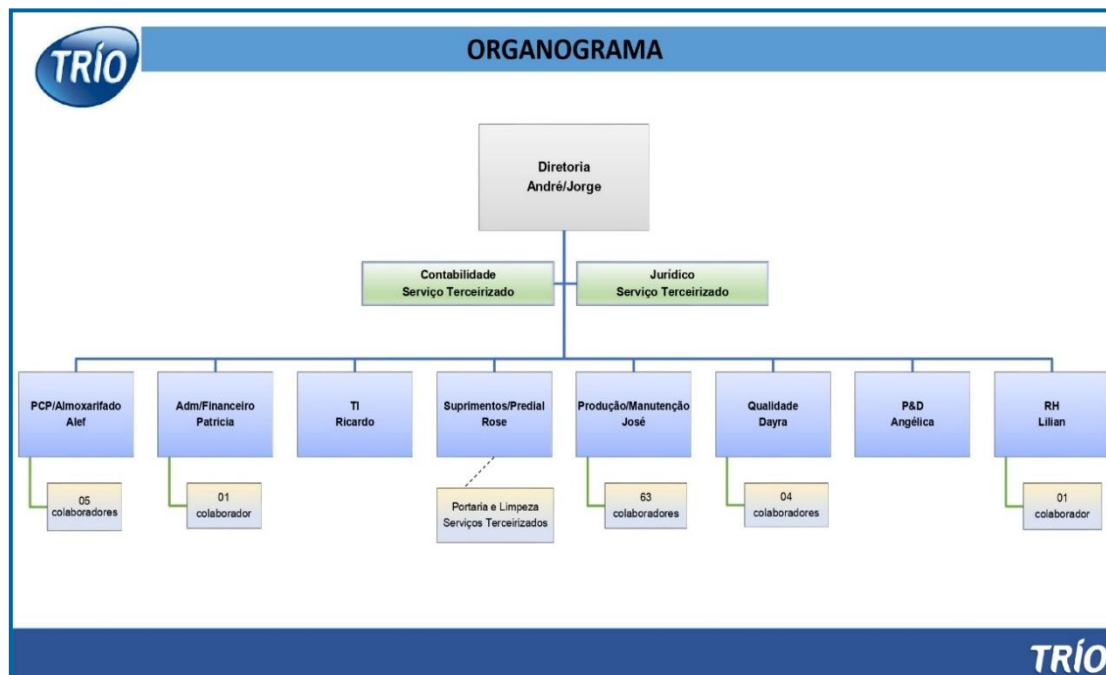 TRÍO
ORGANOGRAMA
Diretoria
André/Jorge
Contabilidade
Serviço Terceirizado
Jurídico
Serviço Terceirizado
PCP/Almoxarifado
Alef
Adm/Financeiro
Patricia
TI
Ricardo
Suprimentos/Predial
Rose
Produção/Manutenção
José
Qualidade
Dayra
P&D
Angélica
RH
Lilian
05
colaboradores
01
colaborador
Portaria e Limpeza
Serviços Terceirizados
63
colaboradores
04
colaboradores
01
colaborador
TRÍO